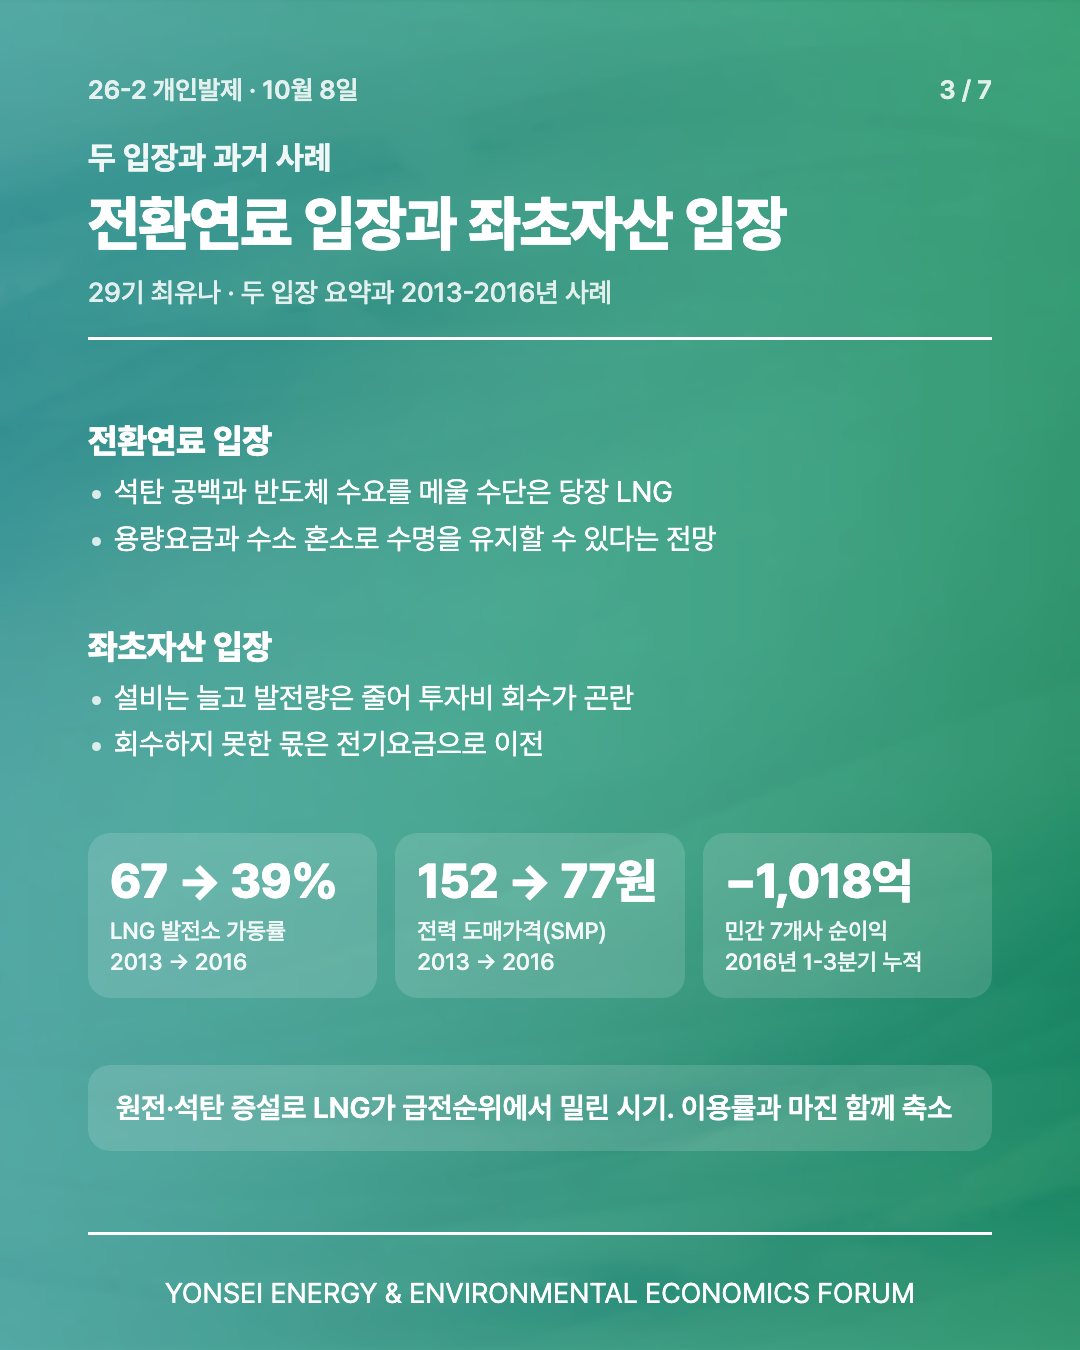 26-2 개인발제 · 10월 8일
3 / 7
두 입장과 과거 사례
전환연료 입장과 좌초자산 입장
29기 최유나 · 두 입장 요약과 2013-2016년 사례
전환연료 입장
• 석탄 공백과 반도체 수요를 메울 수단은 당장 LNG
• 용량요금과 수소 혼소로 수명을 유지할 수 있다는 전망
좌초자산 입장
• 설비는 늘고 발전량은 줄어 투자비 회수가 곤란
• 회수하지 못한 몫은 전기요금으로 이전
67 → 39%
LNG 발전소 가동률
2013 → 2016
152 → 77원
전력 도매가격(SMP)
2013 → 2016
−1,018억
민간 7개사 순이익
2016년 1-3분기 누적
원전·석탄 증설로 LNG가 급전순위에서 밀린 시기. 이용률과 마진 함께 축소
YONSEI ENERGY & ENVIRONMENTAL ECONOMICS FORUM